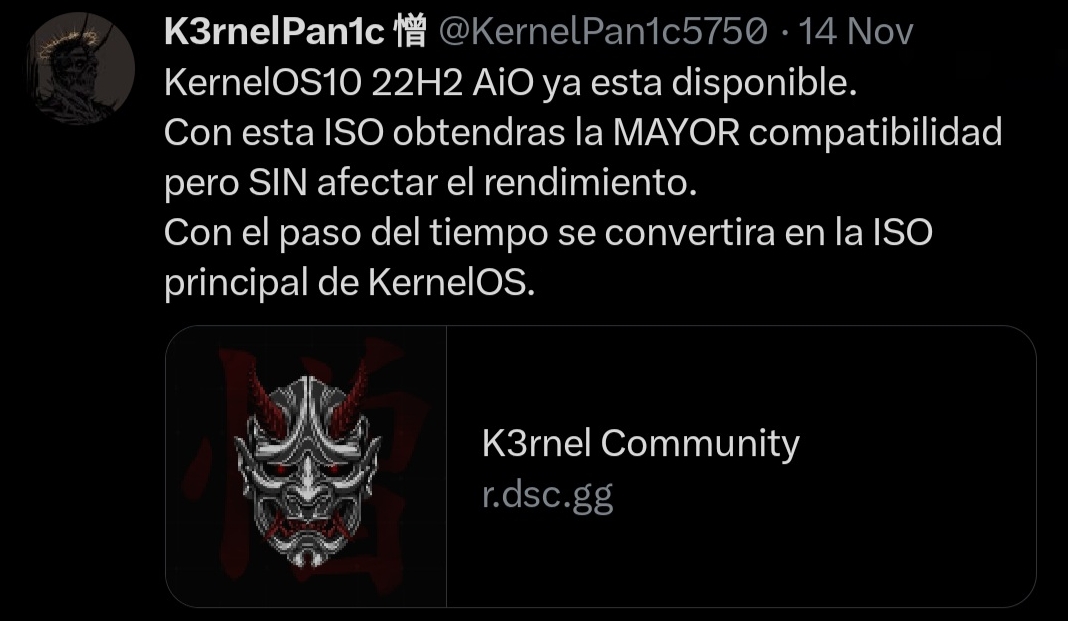 K3rnelPan1c 憎 @KernelPan1c5750 · 14 Nov
KernelOS10 22H2 AiO ya esta disponible.
Con esta ISO obtendras la MAYOR compatibilidad
pero SIN afectar el rendimiento.
Con el paso del tiempo se convertira en la ISO
principal de KernelOS.
憎
K3rnel Community
r.dsc.gg